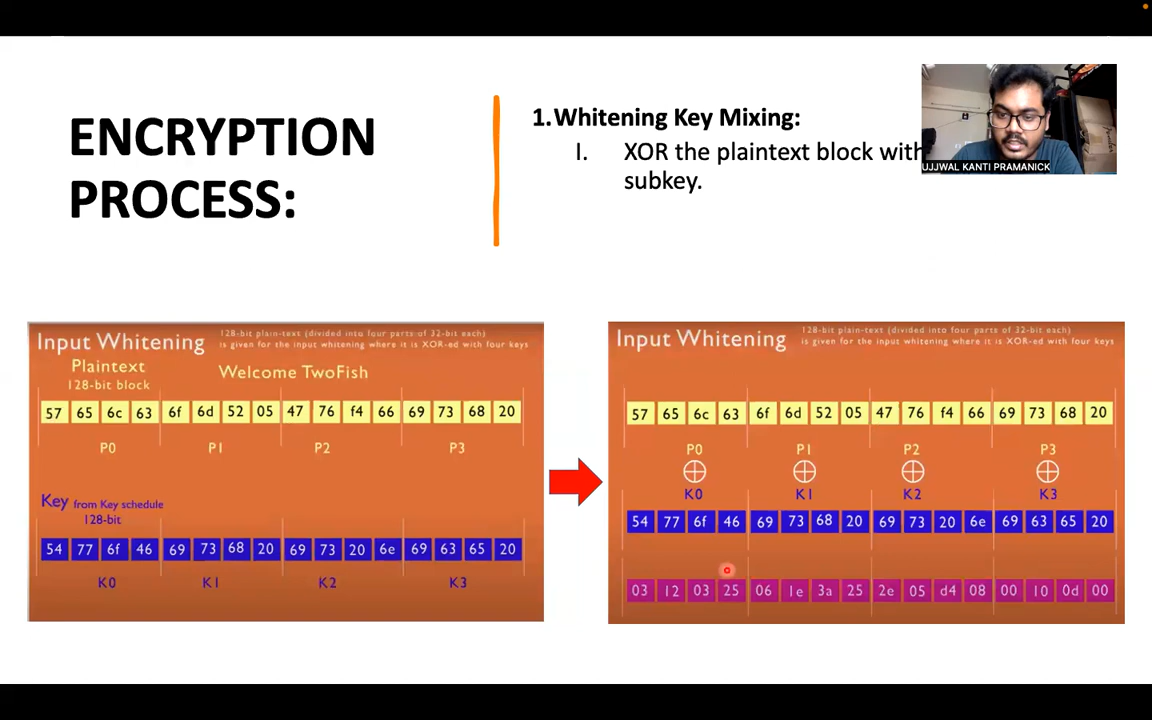 ENCRYPTION
PROCESS:
1.Whitening Key Mixing:
I. XOR the plaintext block with
subkey.
UJJWAL KANTI PRAMANICK
Input Whitening
128-bit plain-text (divided into four parts of 32-bit each)
is given for the input whitening where it is XOR-ed with four keys
Plaintext
128-bit block
Welcome TwoFish
57 65 6c 63 6f 6d 52 05 47 76 f4 66 69 73 68 20
P0 P1 P2 P3
Key from Key schedule
128-bit
54 77 6f 46 69 73 68 20 69 73 20 6e 69 63 65 20
K0 K1 K2 K3
Input Whitening
128-bit plain-text (divided into four parts of 32-bit each)
is given for the input whitening where it is XOR-ed with four keys
57 65 6c 63 6f 6d 52 05 47 76 f4 66 69 73 68 20
P0 P1 P2 P3
K0 K1 K2 K3
54 77 6f 46 69 73 68 20 69 73 20 6e 69 63 65 20
03 12 03 25 06 1e 3a 25 2e 05 d4 08 00 10 0d 00